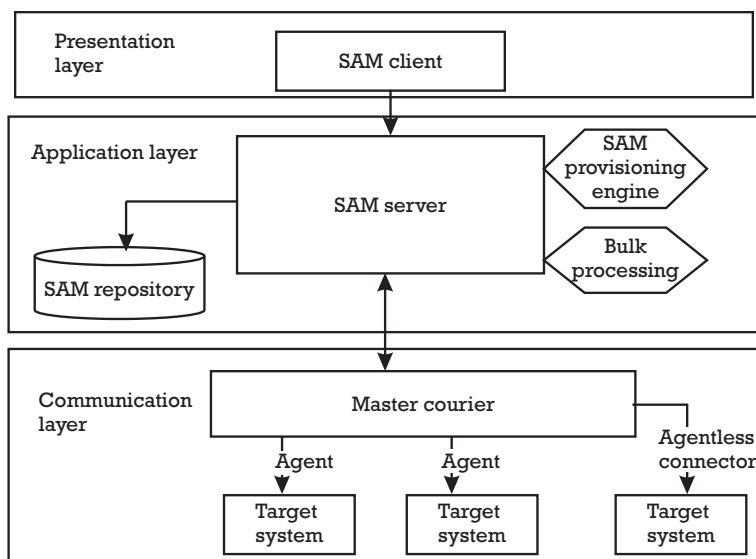 Presentation
layer
SAM client
Application layer
SAM
provisioning
engine
SAM server
Bulk
processing
SAM repository
Communication
layer
Master courier
Agent
Agent
Agentless
connector
Target
system
Target
system
Target
system